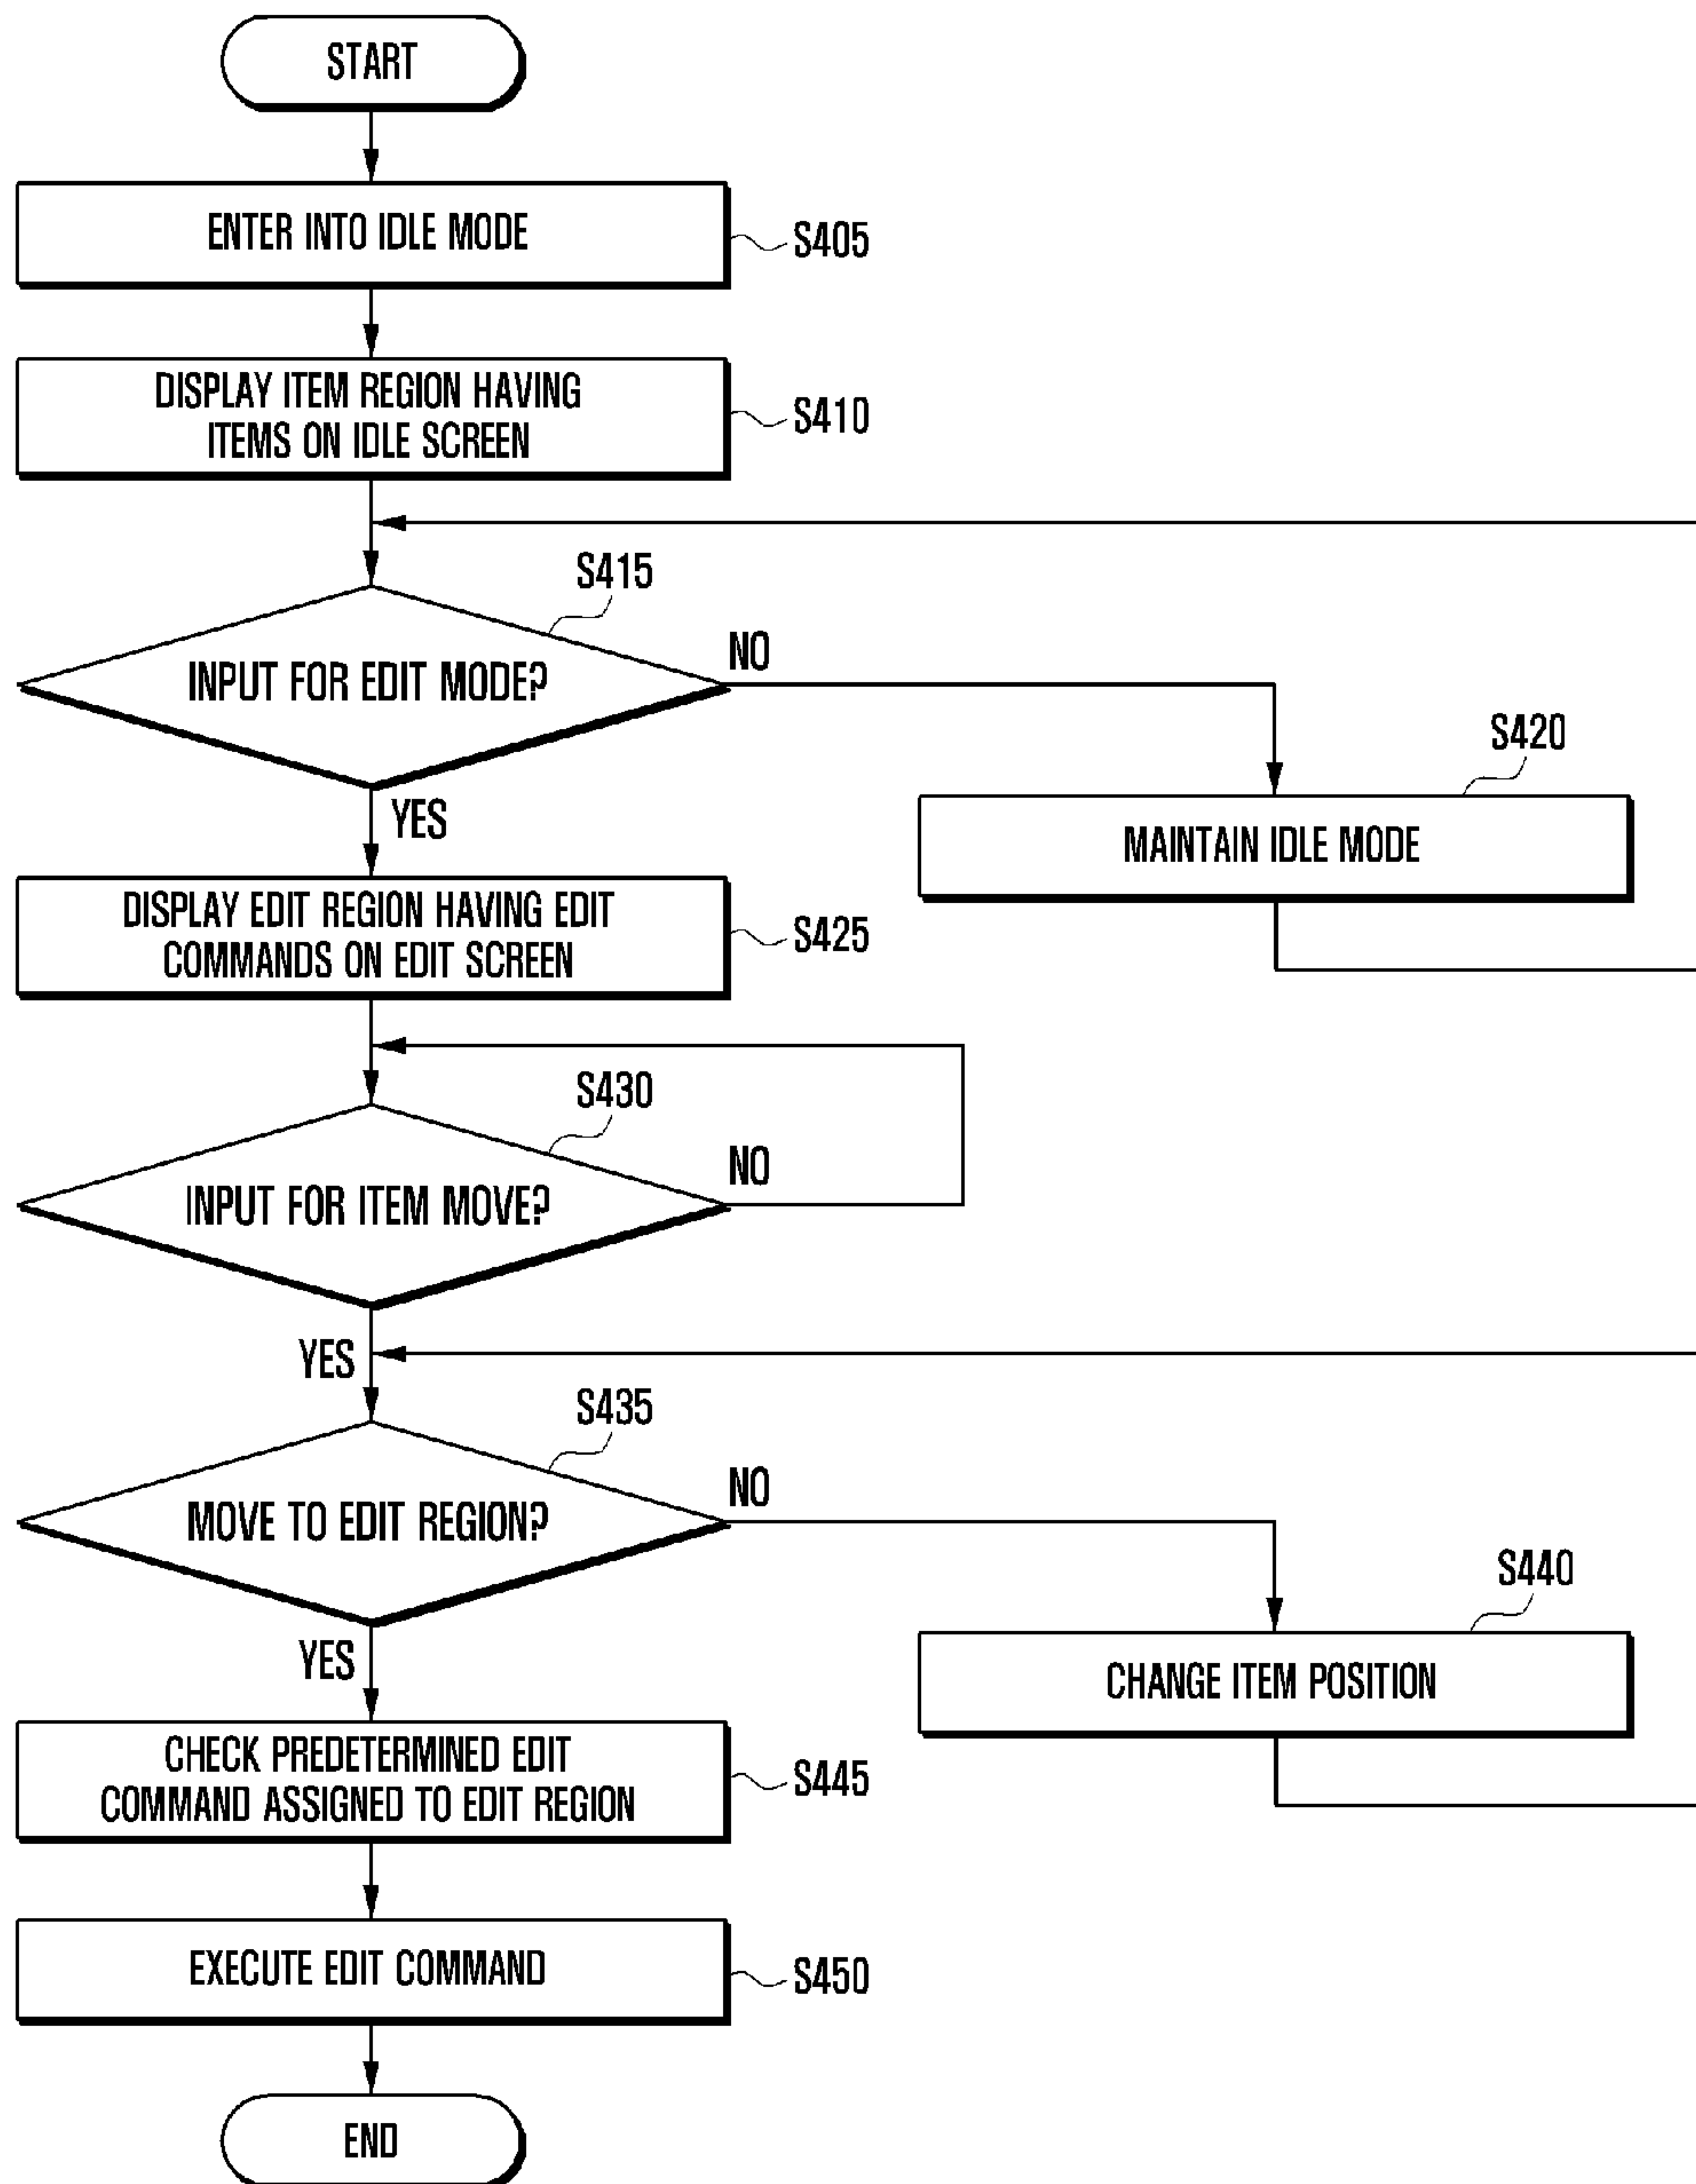 START
ENTER INTO IDLE MODE
S405
DISPLAY ITEM REGION HAVING
ITEMS ON IDLE SCREEN
S410
S415
INPUT FOR EDIT MODE?
NO
YES
S420
MAINTAIN IDLE MODE
DISPLAY EDIT REGION HAVING EDIT
COMMANDS ON EDIT SCREEN
S425
S430
INPUT FOR ITEM MOVE?
NO
YES
S435
MOVE TO EDIT REGION?
NO
YES
S440
CHANGE ITEM POSITION
CHECK PREDETERMINED EDIT
COMMAND ASSIGNED TO EDIT REGION
S445
EXECUTE EDIT COMMAND
S450
END